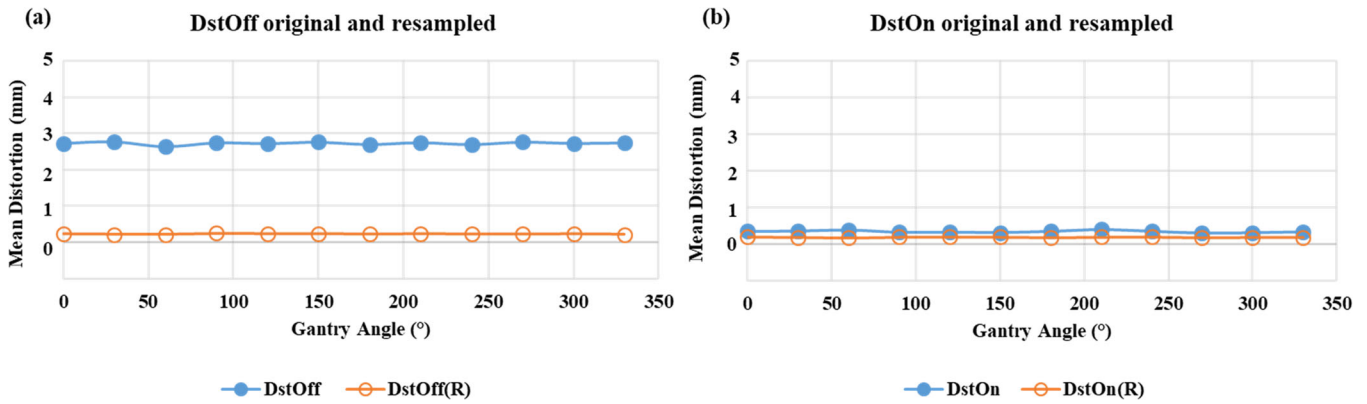 (a)
DstOff original and resampled
Mean Distortion (mm)
5
4
3
2
1
0
0 50 100 150 200 250 300 350
Gantry Angle (°)
DstOff DstOff(R)
(b)
DstOn original and resampled
Mean Distortion (mm)
5
4
3
2
1
0
0 50 100 150 200 250 300 350
Gantry Angle (°)
DstOn DstOn(R)